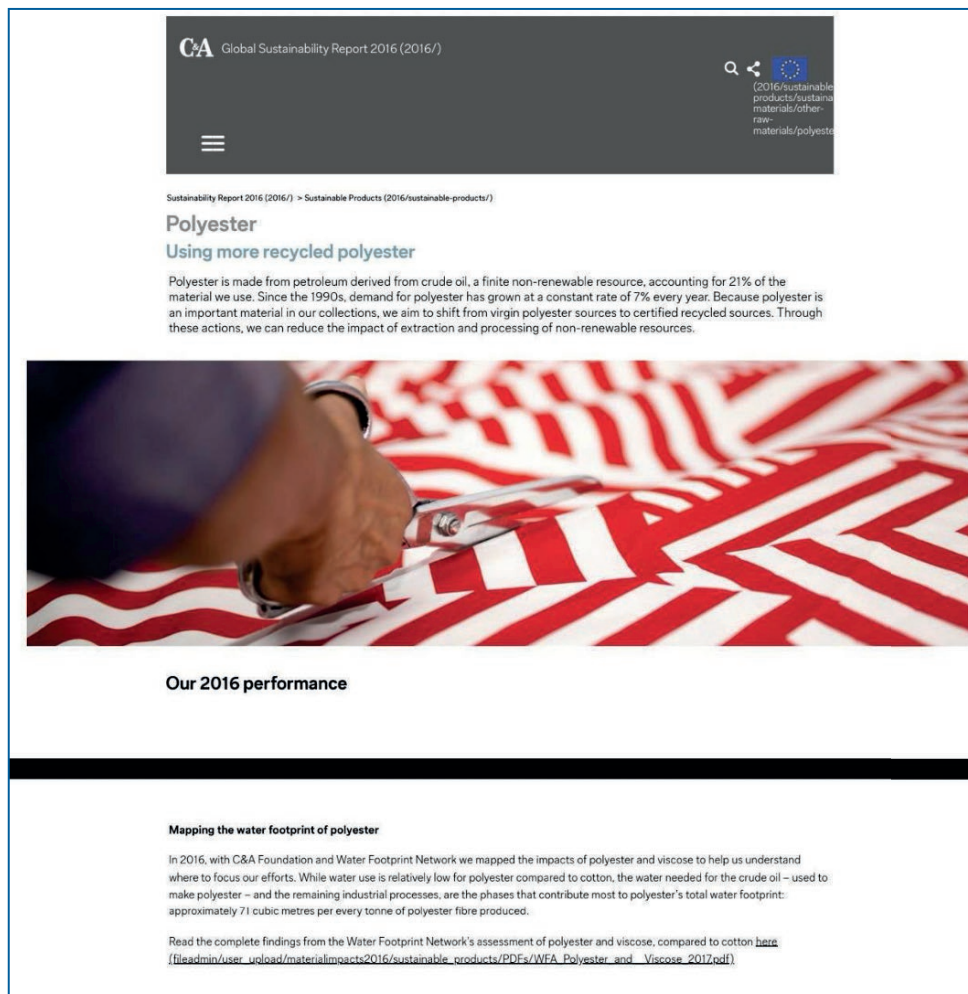 C&A Global Sustainability Report 2016 (2016/)
(2016/sustainable
products/sustaina
materials/other-
raw-
materials/polyeste
Sustainability Report 2016 (2016/) > Sustainable Products (2016/sustainable-products/)
Polyester
Using more recycled polyester
Polyester is made from petroleum derived from crude oil, a finite non-renewable resource, accounting for 21% of the
material we use. Since the 1990s, demand for polyester has grown at a constant rate of 7% every year. Because polyester is
an important material in our collections, we aim to shift from virgin polyester sources to certified recycled sources. Through
these actions, we can reduce the impact of extraction and processing of non-renewable resources.
Our 2016 performance
Mapping the water footprint of polyester
In 2016, with C&A Foundation and Water Footprint Network we mapped the impacts of polyester and viscose to help us understand
where to focus our efforts. While water use is relatively low for polyester compared to cotton, the water needed for the crude oil – used to
make polyester – and the remaining industrial processes, are the phases that contribute most to polyester's total water footprint:
approximately 71 cubic metres per every tonne of polyester fibre produced.
Read the complete findings from the Water Footprint Network's assessment of polyester and viscose, compared to cotton here
(fileadmin/user_upload/materialimpacts2016/sustainable_products/PDFs/WFA_Polyester_and__Viscose_2017.pdf)